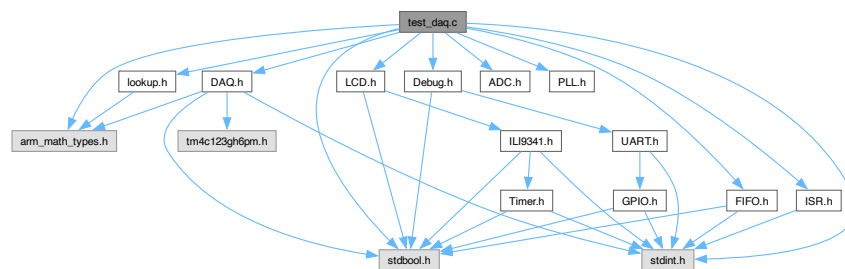 test_daq.c
lookup.h
DAQ.h
LCD.h
Debug.h
ADC.h
PLL.h
arm_math_types.h
tm4c123gh6pm.h
ILI9341.h
UART.h
Timer.h
GPIO.h
FIFO.h
ISR.h
stdbool.h
stdint.h